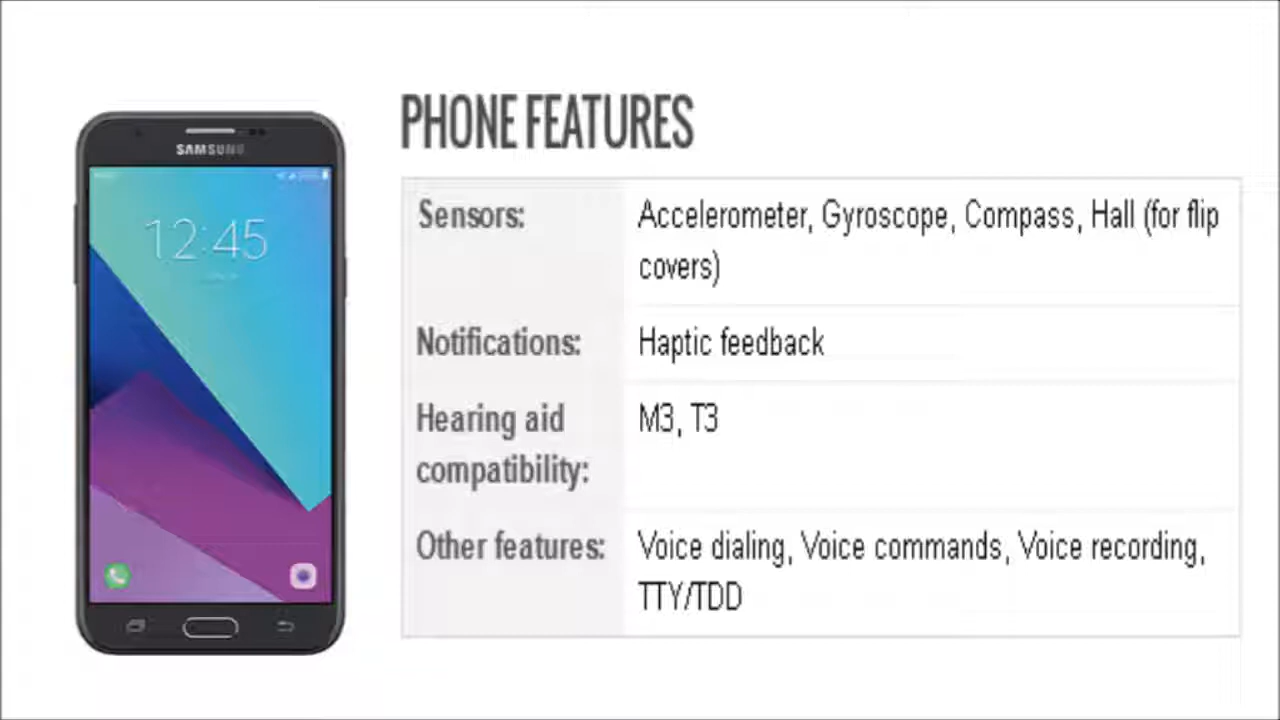 SAMSUNG
12:45
PHONE FEATURES
Sensors:
Accelerometer, Gyroscope, Compass, Hall (for flip
covers)
Notifications:
Haptic feedback
Hearing aid
compatibility:
M3, T3
Other features:
Voice dialing, Voice commands, Voice recording,
TTY/TDD